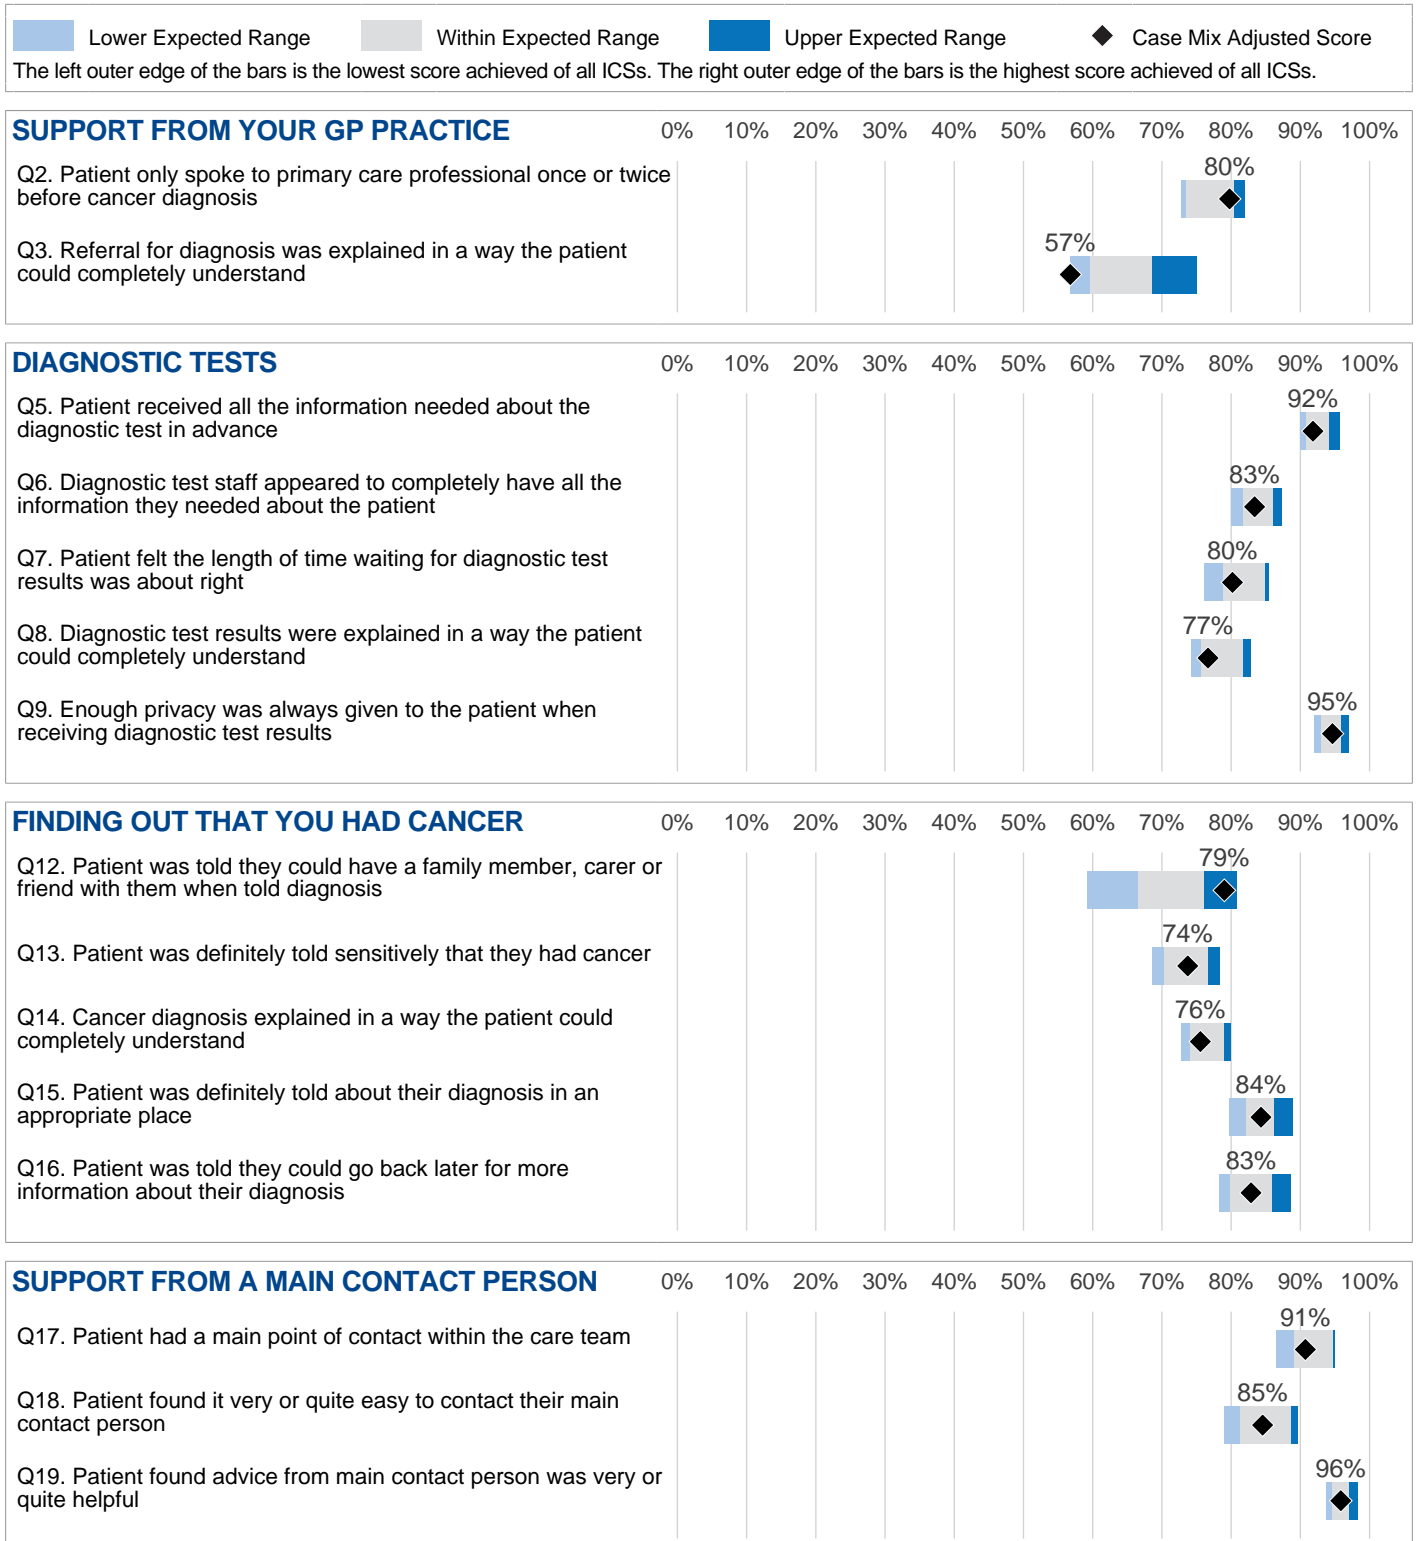 Lower Expected Range Within Expected Range Upper Expected Range Case Mix Adjusted Score
The left outer edge of the bars is the lowest score achieved of all ICSs. The right outer edge of the bars is the highest score achieved of all ICSs.
SUPPORT FROM YOUR GP PRACTICE 0% 10% 20% 30% 40% 50% 60% 70% 80% 90% 100%
Q2. Patient only spoke to primary care professional once or twice
before cancer diagnosis
80%
Q3. Referral for diagnosis was explained in a way the patient
could completely understand
57%
DIAGNOSTIC TESTS 0% 10% 20% 30% 40% 50% 60% 70% 80% 90% 100%
Q5. Patient received all the information needed about the
diagnostic test in advance
92%
Q6. Diagnostic test staff appeared to completely have all the
information they needed about the patient
83%
Q7. Patient felt the length of time waiting for diagnostic test
results was about right
80%
Q8. Diagnostic test results were explained in a way the patient
could completely understand
77%
Q9. Enough privacy was always given to the patient when
receiving diagnostic test results
95%
FINDING OUT THAT YOU HAD CANCER 0% 10% 20% 30% 40% 50% 60% 70% 80% 90% 100%
Q12. Patient was told they could have a family member, carer or
friend with them when told diagnosis
79%
Q13. Patient was definitely told sensitively that they had cancer
74%
Q14. Cancer diagnosis explained in a way the patient could
completely understand
76%
Q15. Patient was definitely told about their diagnosis in an
appropriate place
84%
Q16. Patient was told they could go back later for more
information about their diagnosis
83%
SUPPORT FROM A MAIN CONTACT PERSON 0% 10% 20% 30% 40% 50% 60% 70% 80% 90% 100%
Q17. Patient had a main point of contact within the care team
91%
Q18. Patient found it very or quite easy to contact their main
contact person
85%
Q19. Patient found advice from main contact person was very or
quite helpful
96%